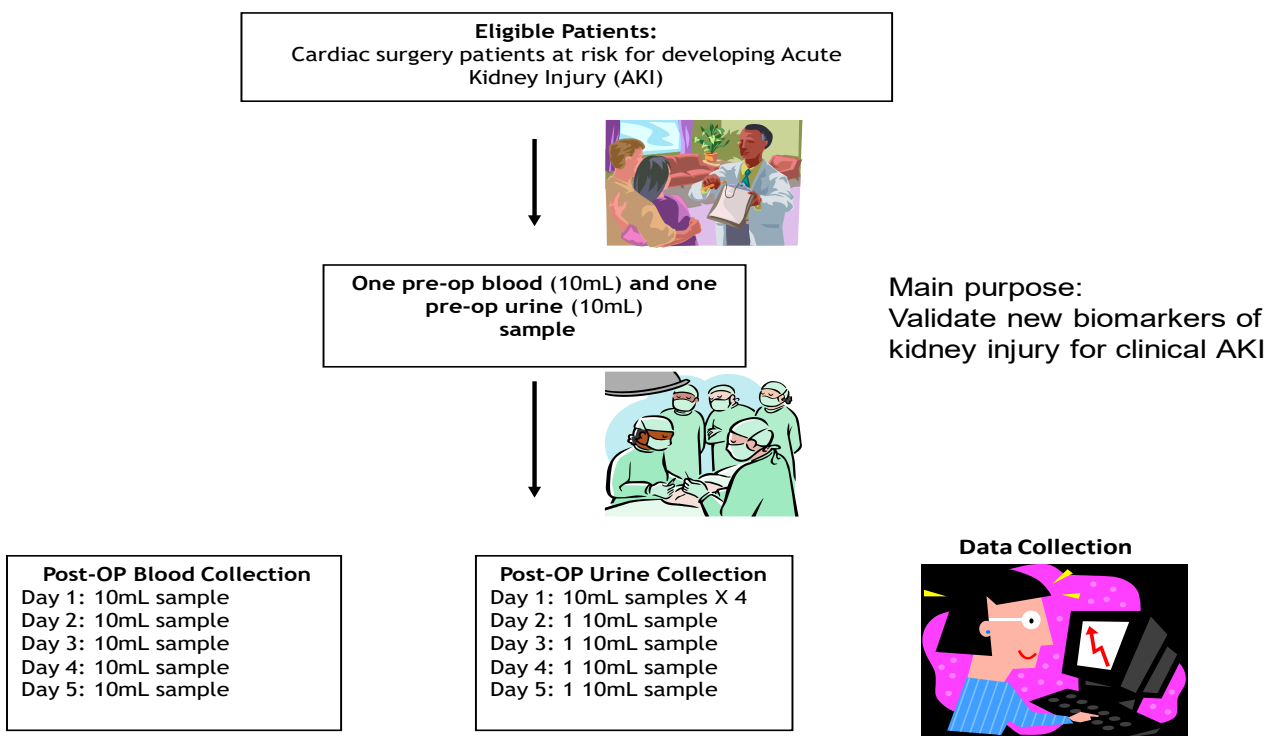 Eligible Patients:
Cardiac surgery patients at risk for developing Acute
Kidney Injury (AKI)
One pre-op blood (10mL) and one
pre-op urine (10mL)
sample
Main purpose:
Validate new biomarkers of
kidney injury for clinical AKI
Post-OP Blood Collection
Day 1: 10mL sample
Day 2: 10mL sample
Day 3: 10mL sample
Day 4: 10mL sample
Day 5: 10mL sample
Post-OP Urine Collection
Day 1: 10mL samples X 4
Day 2: 1 10mL sample
Day 3: 1 10mL sample
Day 4: 1 10mL sample
Day 5: 1 10mL sample
Data Collection